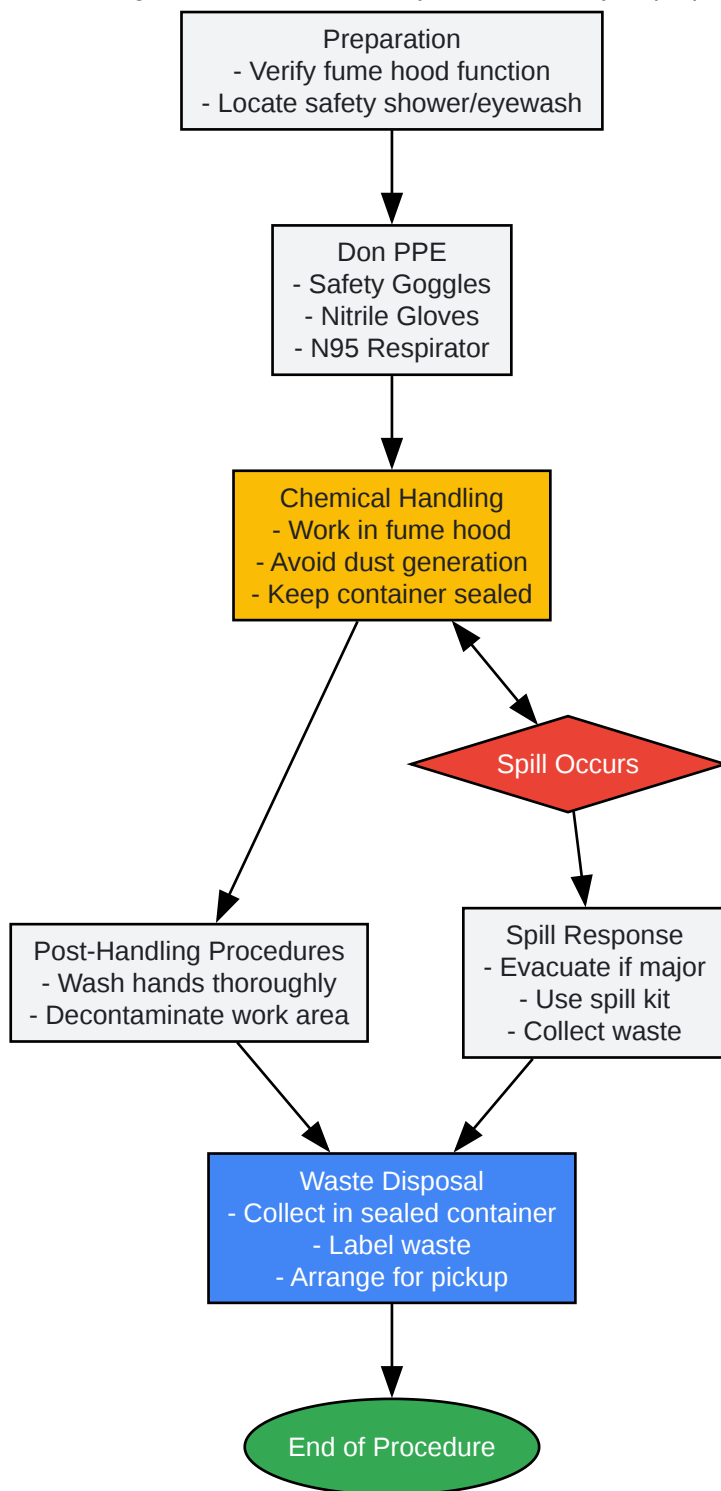 Preparation
- Verify fume hood function
- Locate safety shower/eyewash
Don PPE
- Safety Goggles
- Nitrile Gloves
- N95 Respirator
Chemical Handling
- Work in fume hood
- Avoid dust generation
- Keep container sealed
Spill Occurs
Post-Handling Procedures
- Wash hands thoroughly
- Decontaminate work area
Spill Response
- Evacuate if major
- Use spill kit
- Collect waste
Waste Disposal
- Collect in sealed container
- Label waste
- Arrange for pickup
End of Procedure